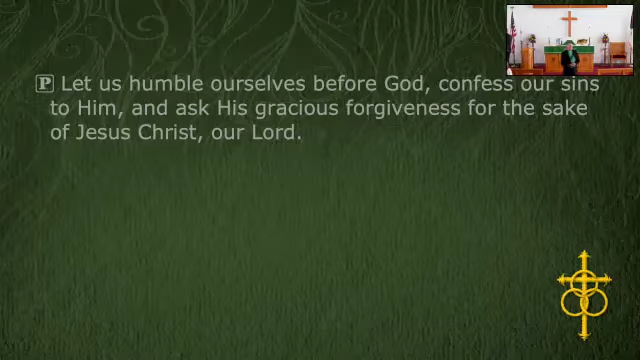 P Let us humble ourselves before God, confess our sins
to Him, and ask His gracious forgiveness for the sake
of Jesus Christ, our Lord.